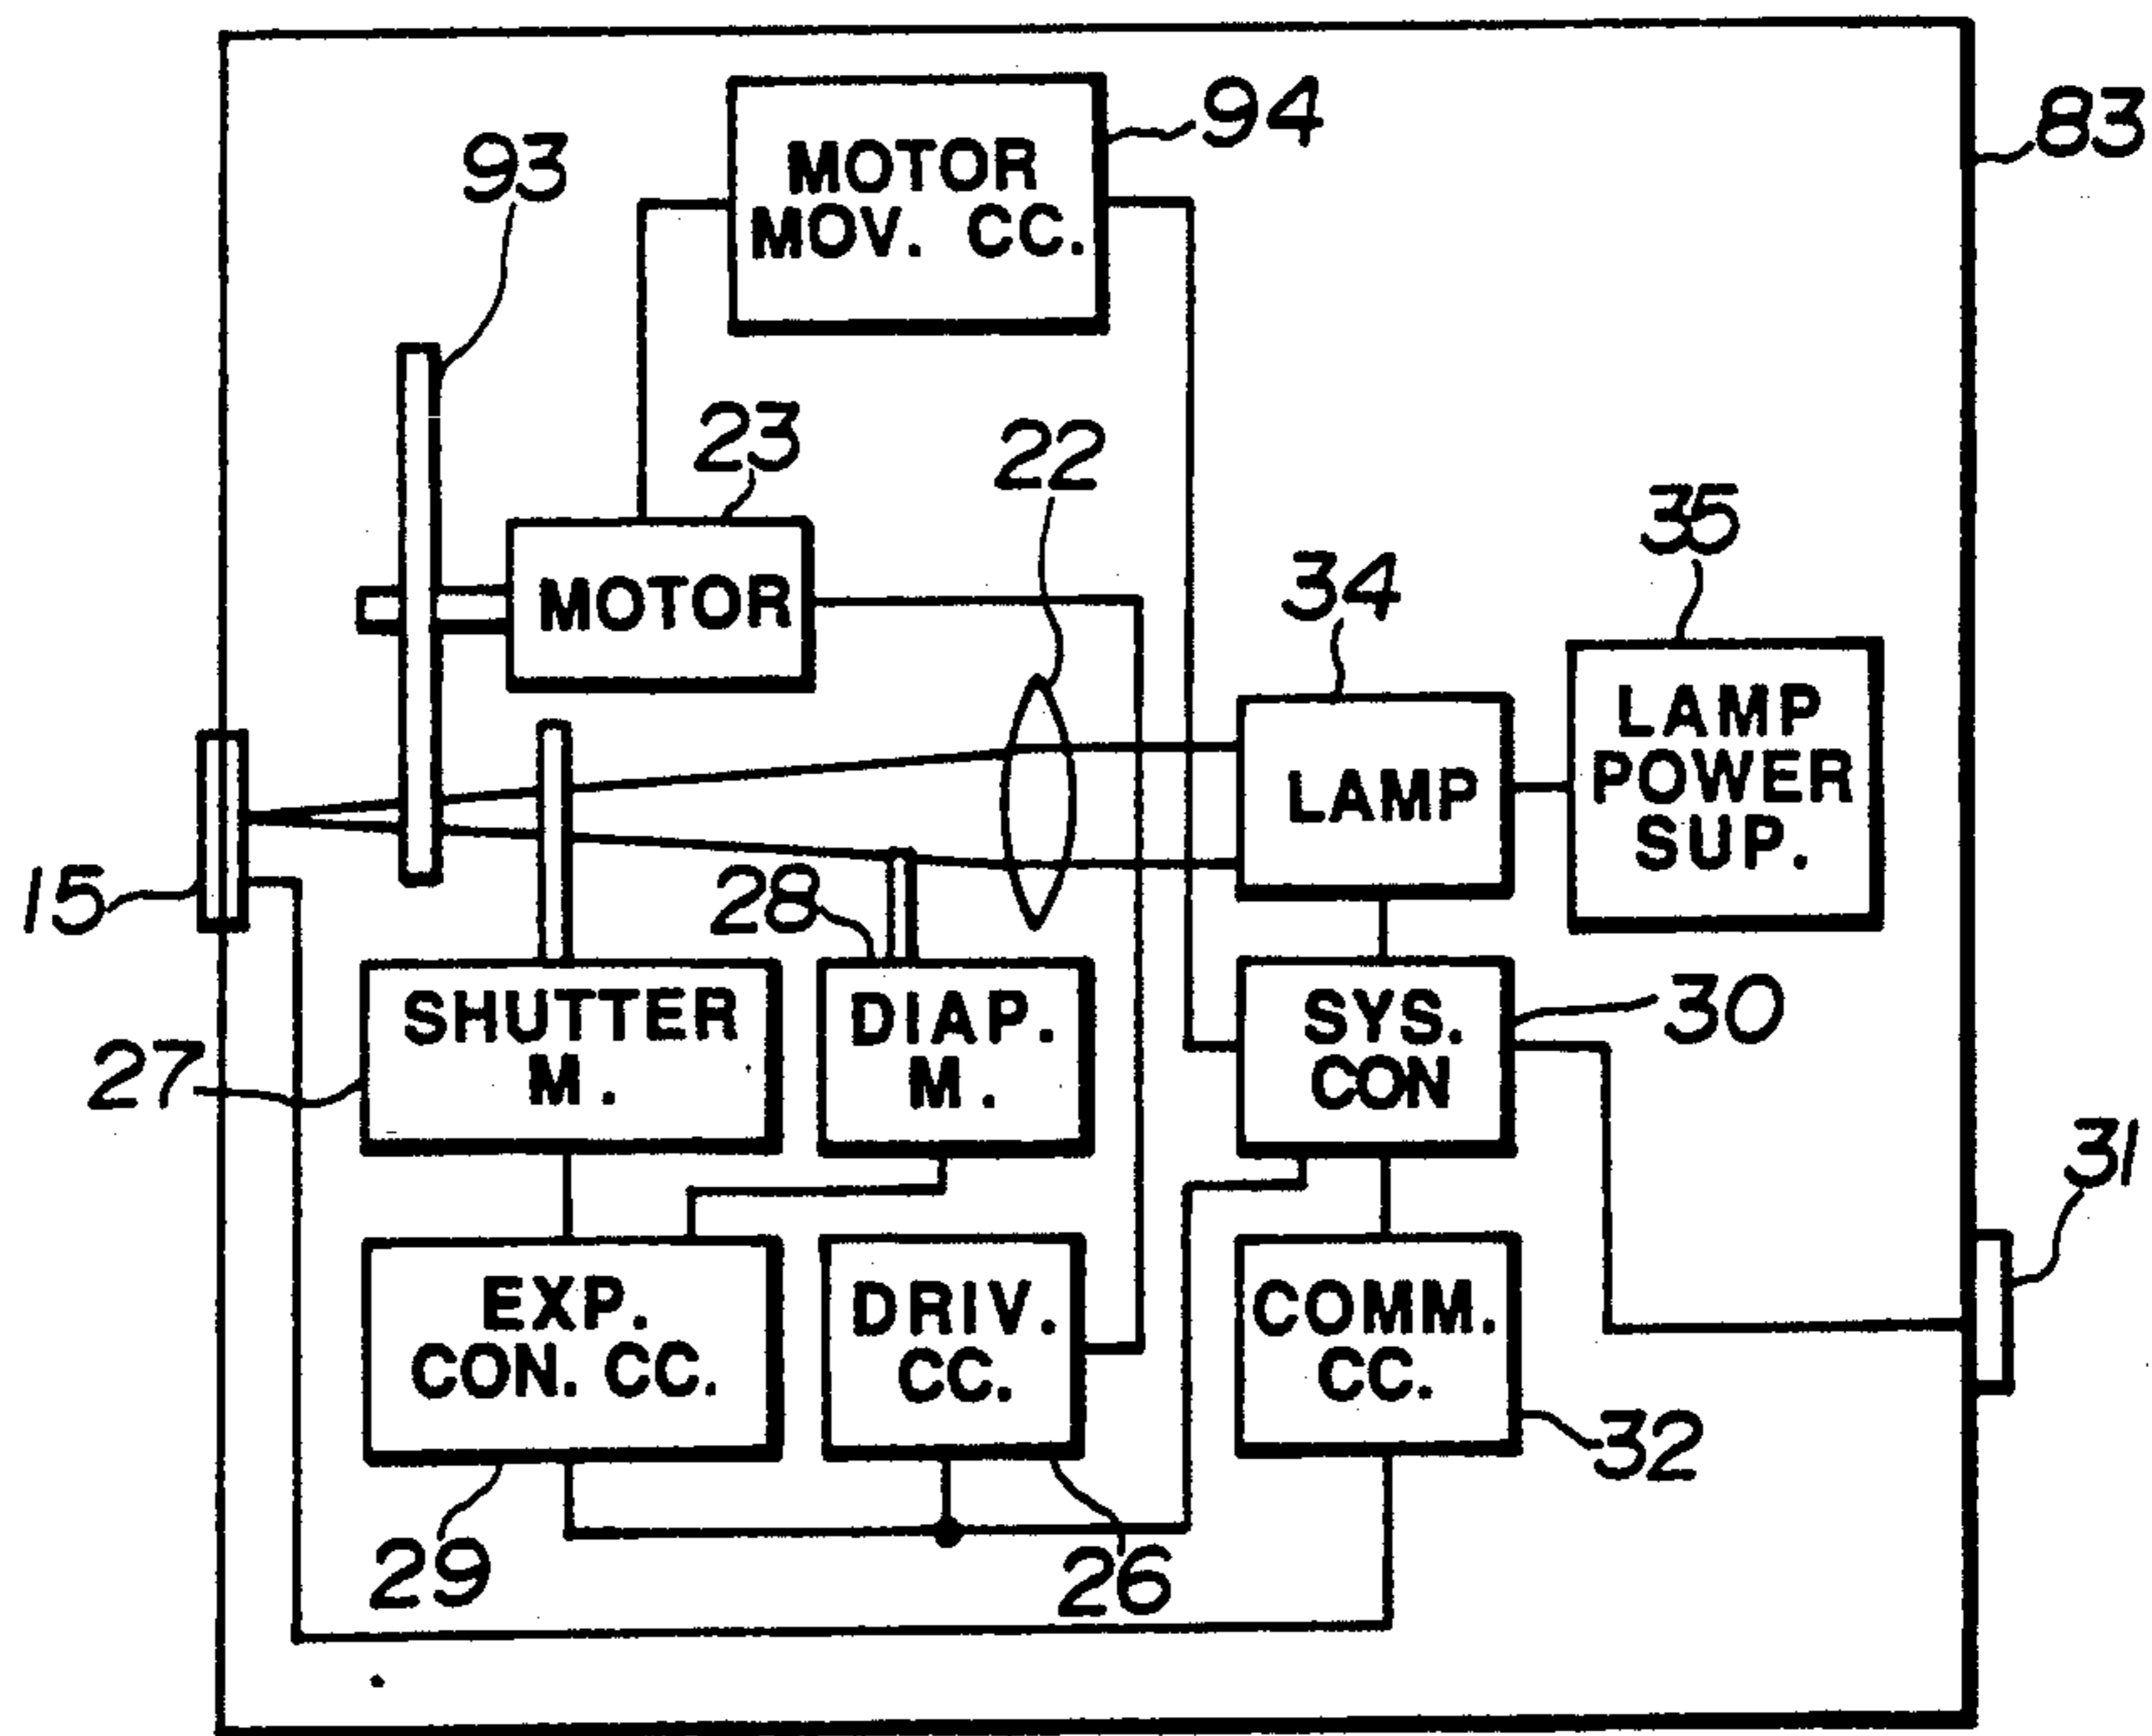 94
83
MOTOR
MOV. CC.
93
23
22
35
34
MOTOR
LAMP
POWER
SUP.
LAMP
15
28
SHUTTER
M.
DIAP.
M.
SYS.
CON
30
27
31
EXP.
CON. CC.
DRIV.
CC.
COMM.
CC.
32
29
26